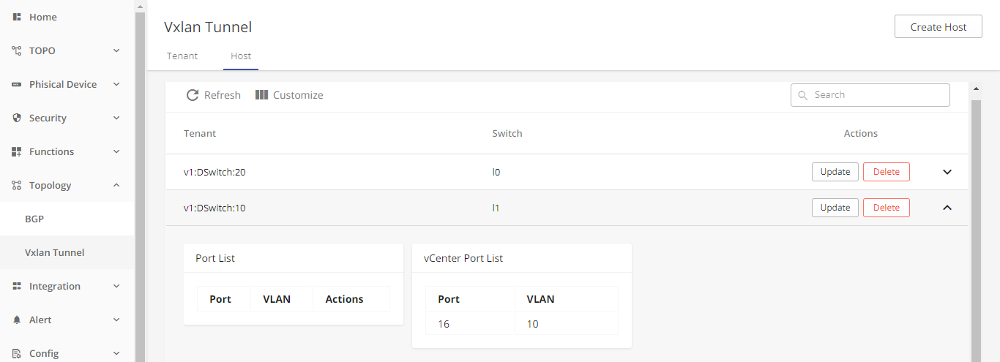 Home
TOPO
Phisical Device
Security
Functions
Topology
BGP
Vxlan Tunnel
Integration
Alert
Config
Vxlan Tunnel
Create Host
Tenant Host
Refresh Customize Search
Tenant Switch Actions
v1:DSwitch:20 l0 Update Delete
v1:DSwitch:10 l1 Update Delete
Port List
Port VLAN Actions
vCenter Port List
Port VLAN
16 10